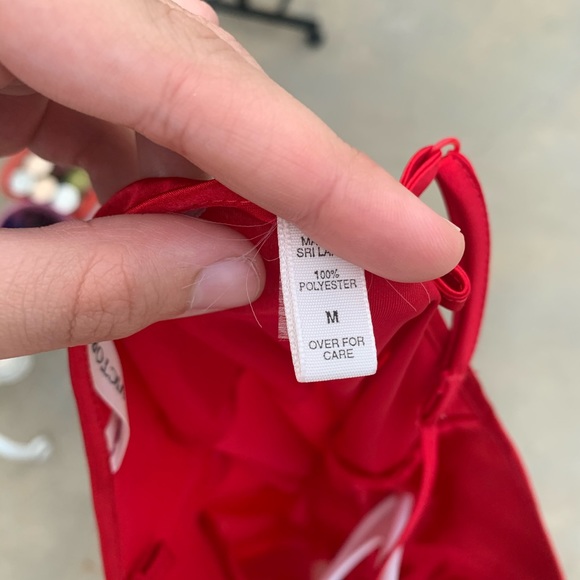 SRI
100%
POLYESTER
M
OVER FOR
CARE